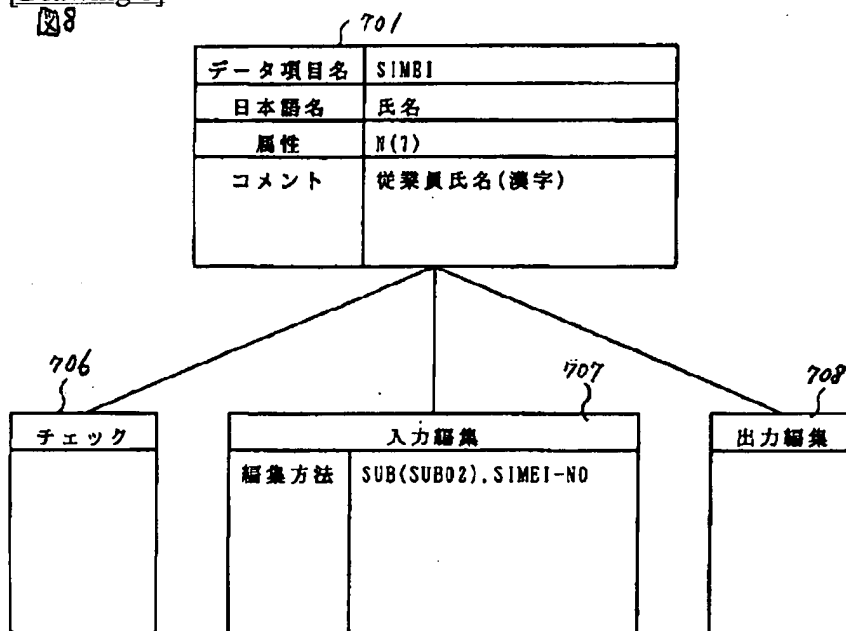 図8
701
データ項目名 SIMEI
日本語名 氏名
属性 N(7)
コメント 従業員氏名(漢字)
706
707
708
チェック
入力編集
出力編集
編集方法 SUB(SUB02).SIMEI-NO